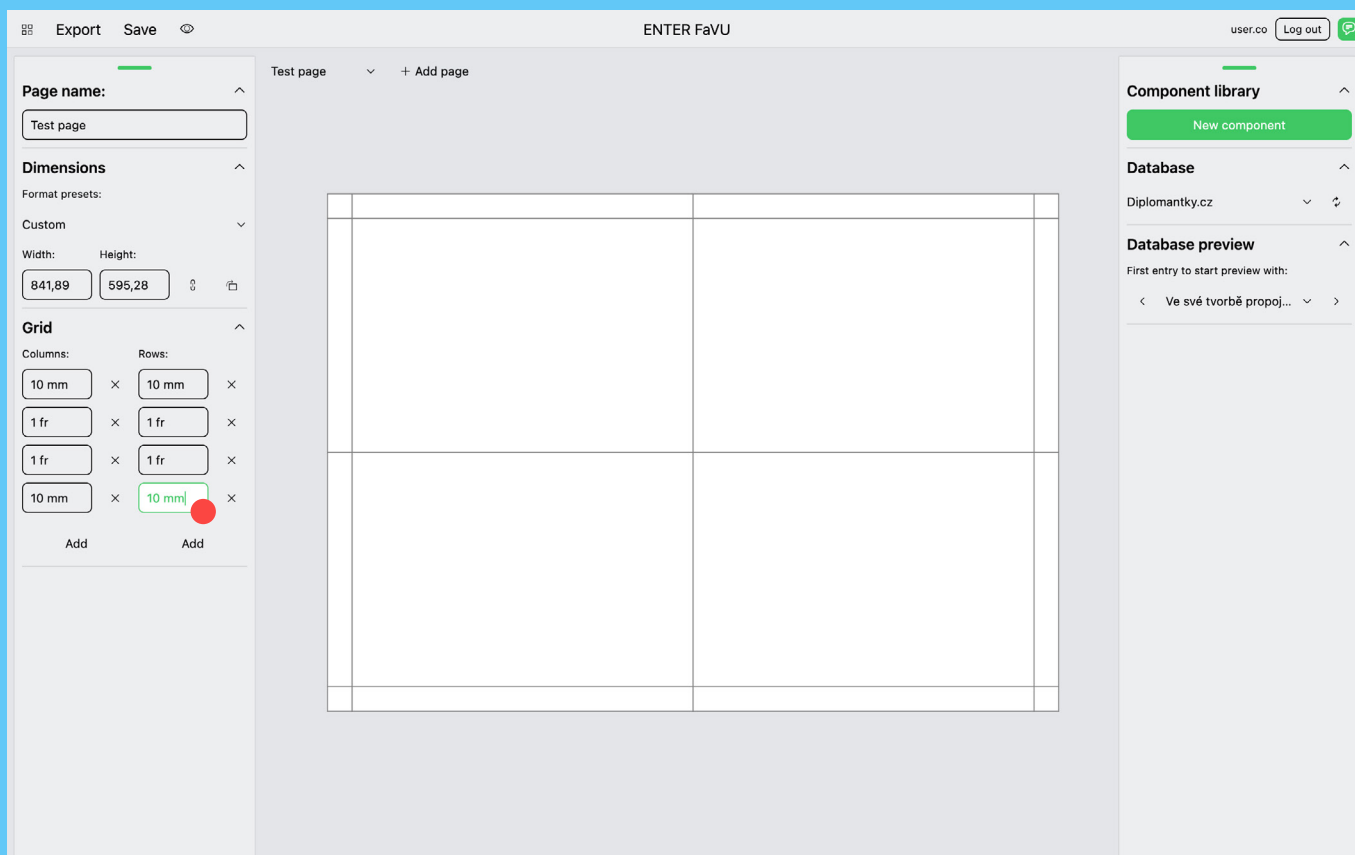 Export Save ENTER FaVU user.co Log out
Test page + Add page
Page name:
Test page
Dimensions
Format presets:
Custom
Width: Height:
841,89 595,28
Grid
Columns: Rows:
10 mm × 10 mm ×
1 fr × 1 fr ×
1 fr × 1 fr ×
10 mm × 10 mm ×
Add Add
Component library
New component
Database
Diplomantky.cz
Database preview
First entry to start preview with:
Ve své tvorbě propoj...